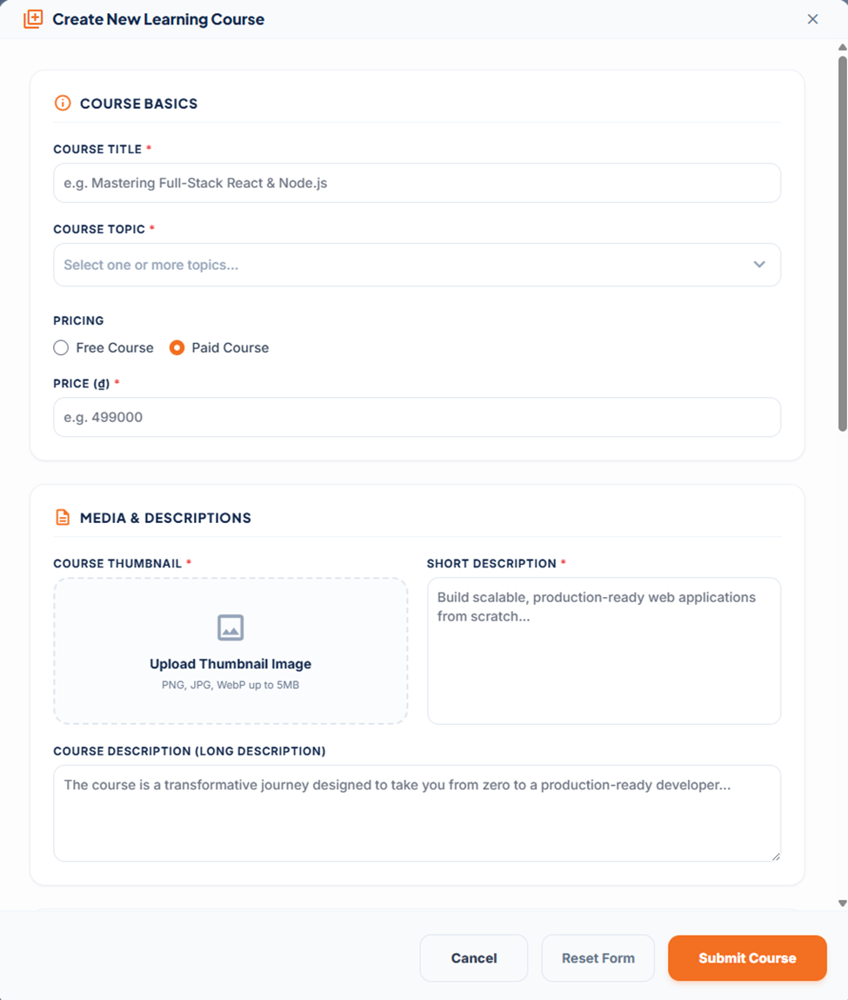 Create New Learning Course
COURSE BASICS
COURSE TITLE *
e.g. Mastering Full-Stack React & Node.js
COURSE TOPIC *
Select one or more topics...
PRICING
Free Course Paid Course
PRICE (₫) *
e.g. 499000
MEDIA & DESCRIPTIONS
COURSE THUMBNAIL *
Upload Thumbnail Image
PNG, JPG, WebP up to 5MB
SHORT DESCRIPTION *
Build scalable, production-ready web applications
from scratch...
COURSE DESCRIPTION (LONG DESCRIPTION)
The course is a transformative journey designed to take you from zero to a production-ready developer...
Cancel Reset Form Submit Course